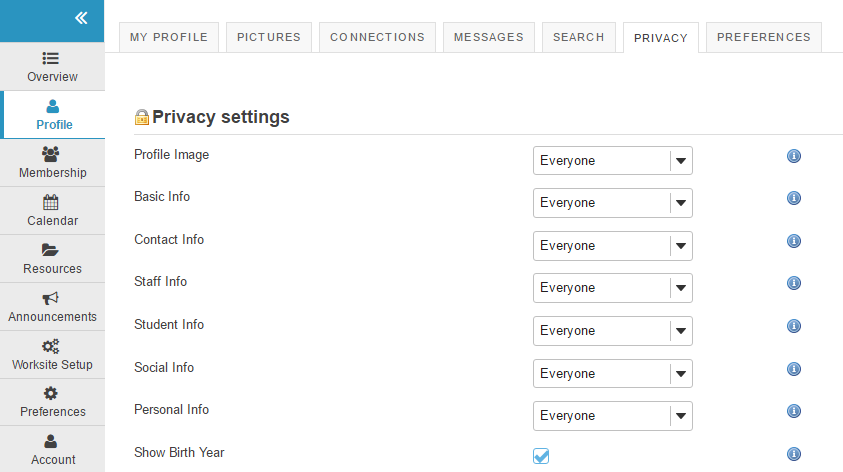 MY PROFILE
PICTURES
CONNECTIONS
MESSAGES
SEARCH
PRIVACY
PREFERENCES
Overview
Profile
Membership
Calendar
Resources
Announcements
Worksite Setup
Preferences
Account
Privacy settings
Profile Image Everyone
Basic Info Everyone
Contact Info Everyone
Staff Info Everyone
Student Info Everyone
Social Info Everyone
Personal Info Everyone
Show Birth Year